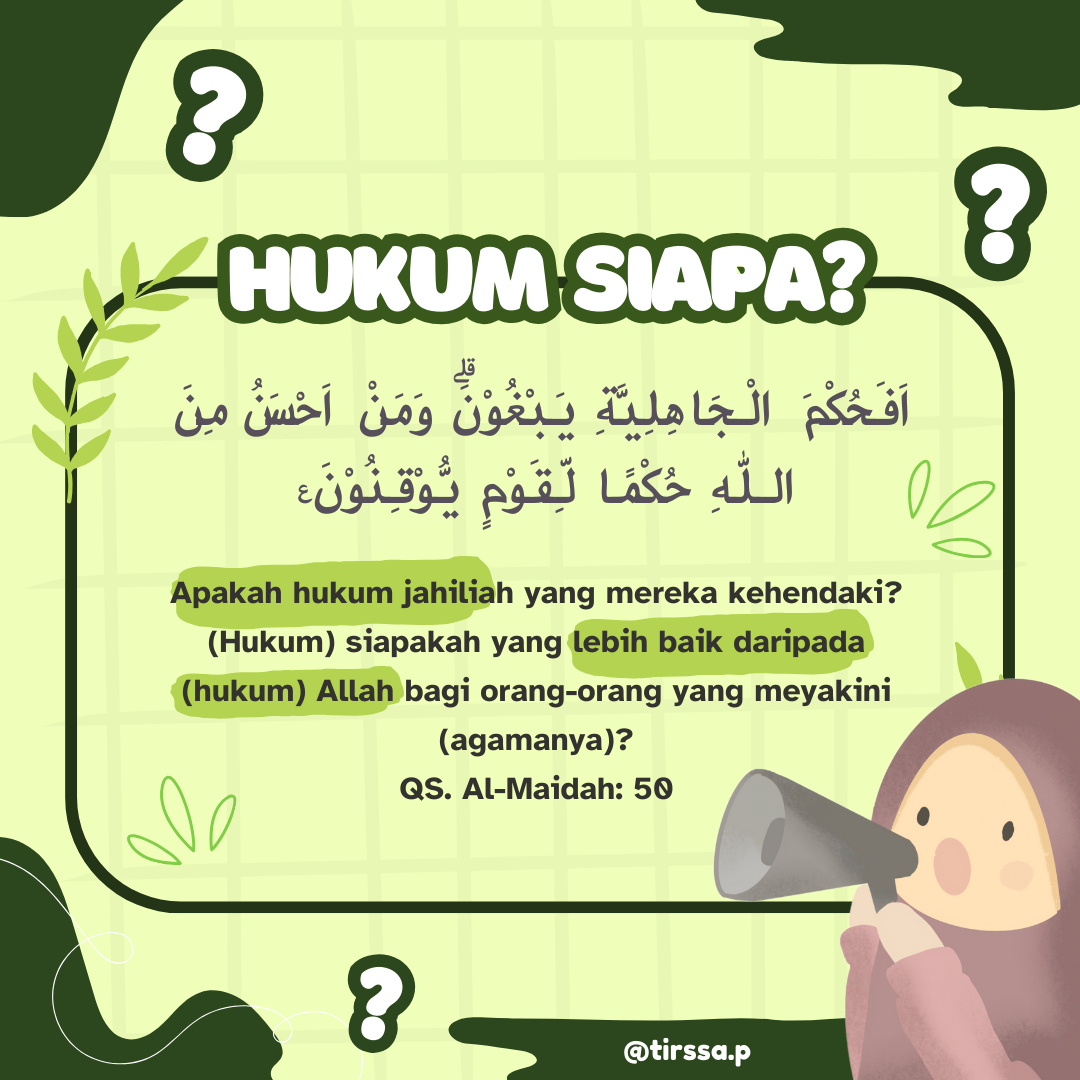 ?
?
HUKUM SIAPA?
اَفَحُكْمَ الْجَاهِلِيَّةِ يَبْغُوْنَۗ وَمَنْ اَحْسَنُ مِنَ
اللّٰهِ حُكْمًا لِّقَوْمٍ يُّوْقِنُوْنَ ࣖ
Apakah hukum jahiliah yang mereka kehendaki?
(Hukum) siapakah yang lebih baik daripada
(hukum) Allah bagi orang-orang yang meyakini
(agamanya)?
QS. Al-Maidah: 50
?
@tirssa.p